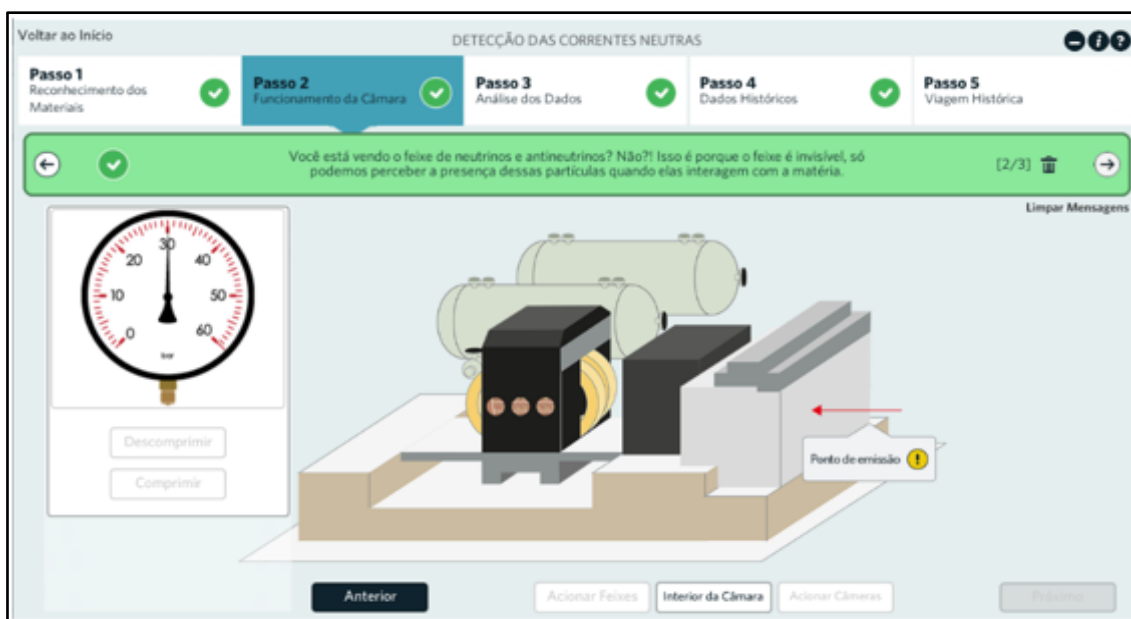 Voltar ao Início
DETECÇÃO DAS CORRENTES NEUTRAS
Passo 1
Reconhecimento dos
Materiais
Passo 2
Funcionamento da Câmara
Passo 3
Análise dos Dados
Passo 4
Dados Históricos
Passo 5
Viagem Histórica
Você está vendo o feixe de neutrinos e antineutrinos? Não?! Isso é porque o feixe é invisível, só
podemos perceber a presença dessas partículas quando elas interagem com a matéria.
[2/3]
Limpar Mensagens
0
10
20
30
40
50
60
bar
Descomprimir
Comprimir
Ponto de emissão
Anterior
Acionar Feixes
Interior da Câmara
Acionar Câmeras
Próximo